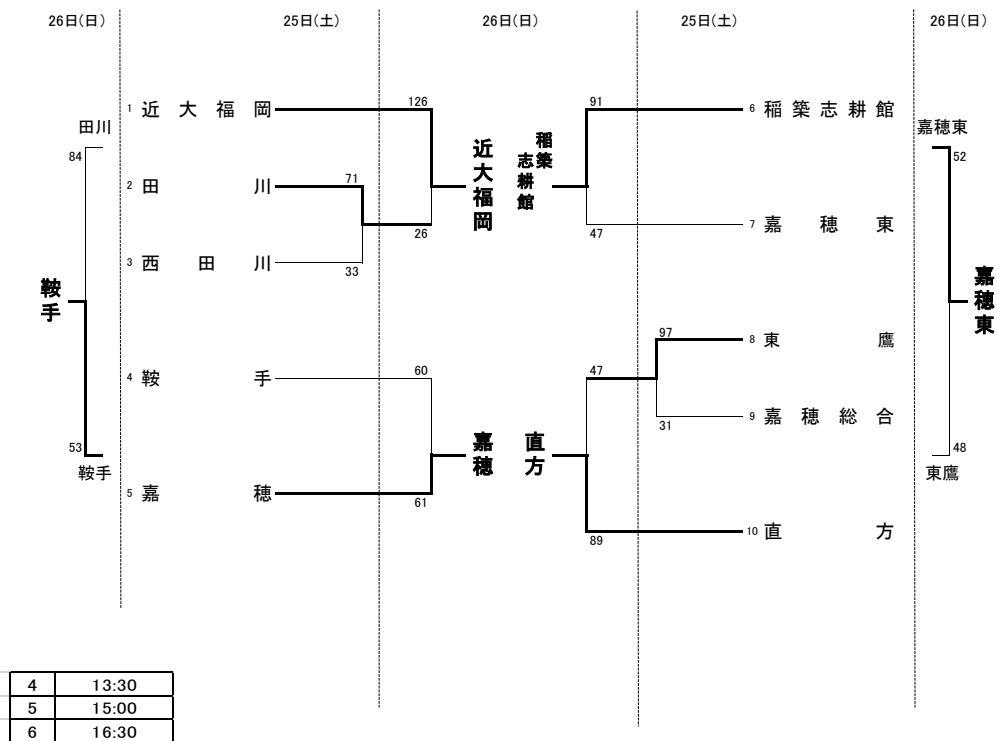 26日(日)
25日(土)
26日(日)
25日(土)
26日(日)
田川
84
鞍手
53
鞍手
1 近大福岡
2 田川
3 西田川
4 鞍手
5 嘉穂
71
33
126
26
60
61
近大福岡
稲築
志耕館
嘉穂
直方
91
47
47
89
97
31
6 稲築志耕館
7 嘉穂東
8 東鷹
9 嘉穂総合
10 直方
嘉穂東
52
嘉穂東
48
東鷹
4 13:30
5 15:00
6 16:30